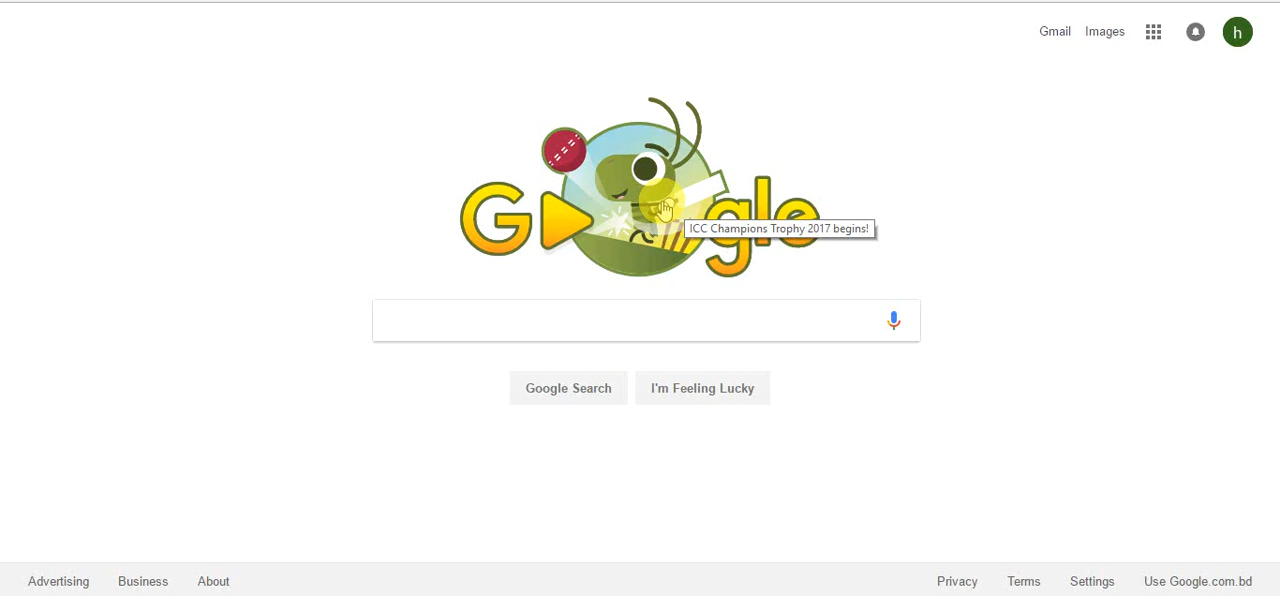 Gmail Images h
Google
ICC Champions Trophy 2017 begins!
Google Search I'm Feeling Lucky
Advertising Business About Privacy Terms Settings Use Google.com.bd